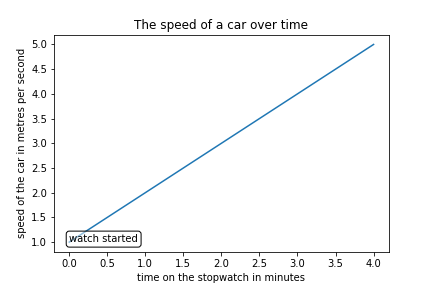 The speed of a car over time
speed of the car in metres per second
5.0
4.5
4.0
3.5
3.0
2.5
2.0
1.5
1.0
watch started
0.0 0.5 1.0 1.5 2.0 2.5 3.0 3.5 4.0
time on the stopwatch in minutes